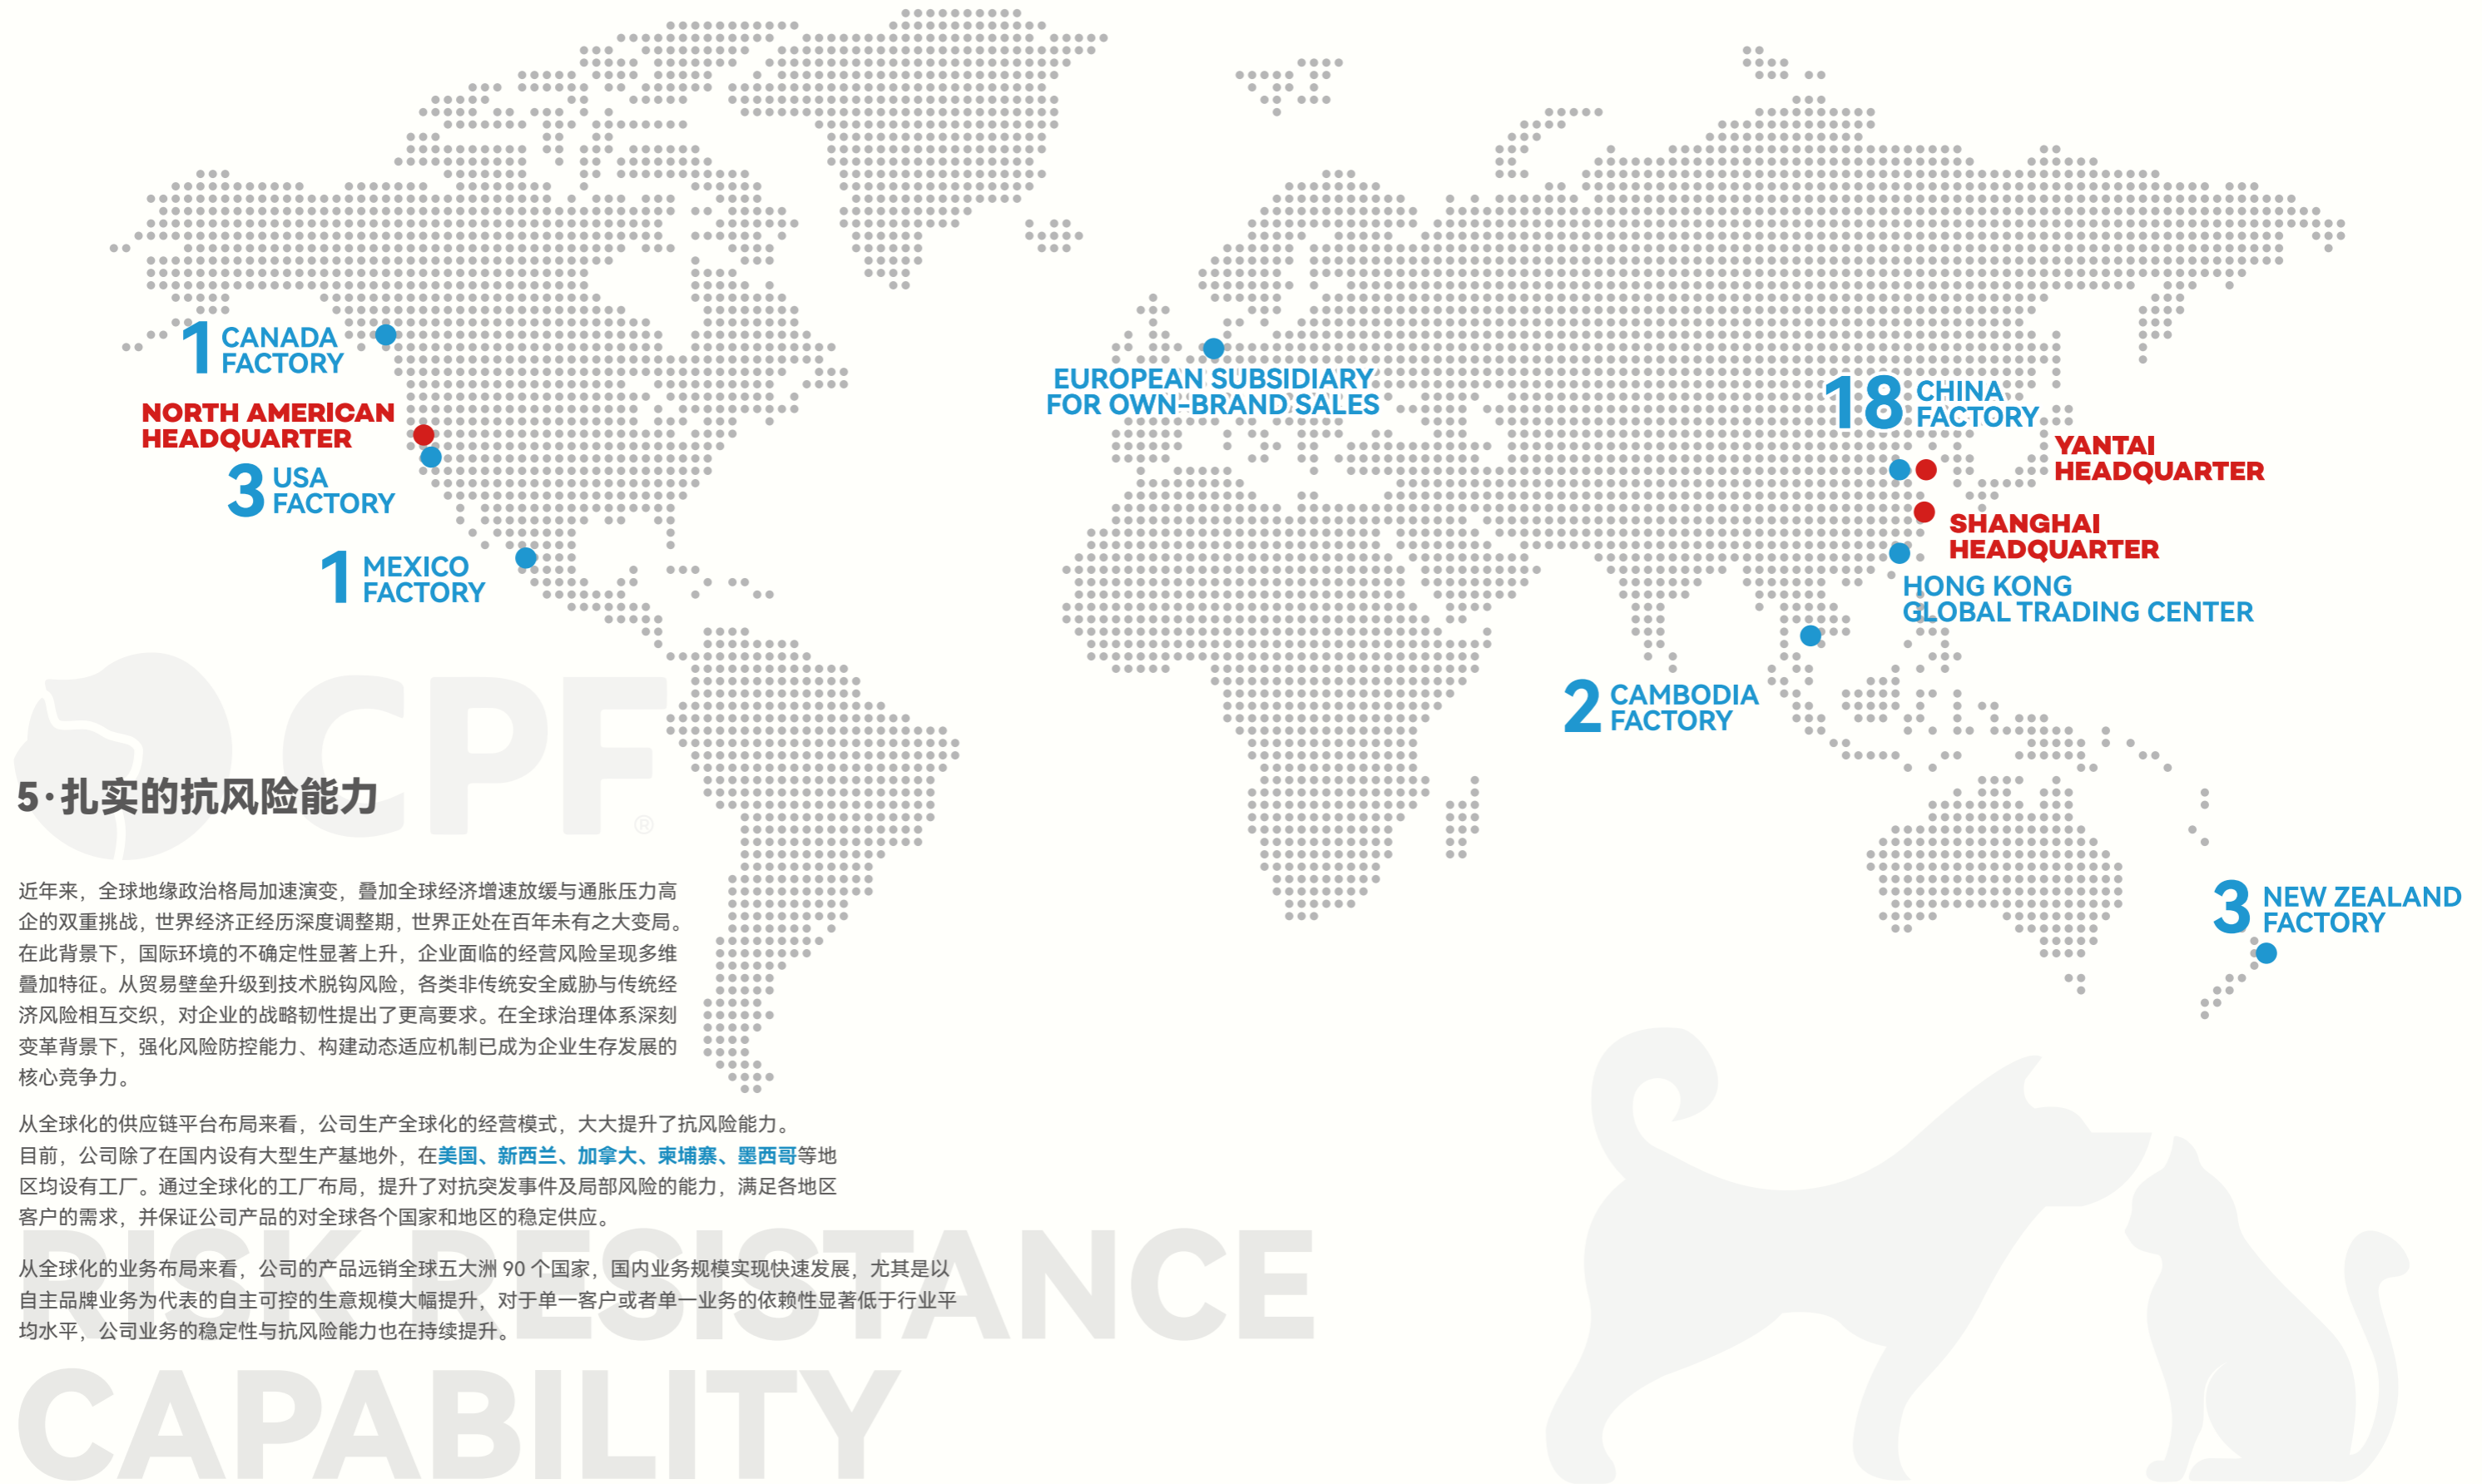 1 CANADA
FACTORY
NORTH AMERICAN
HEADQUARTER
3 USA
FACTORY
1 MEXICO
FACTORY
EUROPEAN SUBSIDIARY
FOR OWN-BRAND SALES
18 CHINA
FACTORY
YANTAI
HEADQUARTER
SHANGHAI
HEADQUARTER
HONG KONG
GLOBAL TRADING CENTER
2 CAMBODIA
FACTORY
3 NEW ZEALAND
FACTORY
CPF®
5·扎实的抗风险能力
近年来，全球地缘政治格局加速演变，叠加全球经济增速放缓与通胀压力高
企的双重挑战，世界经济正经历深度调整期，世界正处在百年未有之大变局。
在此背景下，国际环境的不确定性显著上升，企业面临的经营风险呈现多维
叠加特征。从贸易壁垒升级到技术脱钩风险，各类非传统安全威胁与传统经
济风险相互交织，对企业的战略韧性提出了更高要求。在全球治理体系深刻
变革背景下，强化风险防控能力、构建动态适应机制已成为企业生存发展的
核心竞争力。
从全球化的供应链平台布局来看，公司生产全球化的经营模式，大大提升了抗风险能力。
目前，公司除了在国内设有大型生产基地外，在美国、新西兰、加拿大、柬埔寨、墨西哥等地
区均设有工厂。通过全球化的工厂布局，提升了对抗突发事件及局部风险的能力，满足各地区
客户的需求，并保证公司产品的对全球各个国家和地区的稳定供应。
从全球化的业务布局来看，公司的产品远销全球五大洲 90 个国家，国内业务规模实现快速发展，尤其是以
自主品牌业务为代表的自主可控的生意规模大幅提升，对于单一客户或者单一业务的依赖性显著低于行业平
均水平，公司业务的稳定性与抗风险能力也在持续提升。
RISK RESISTANCE
CAPABILITY